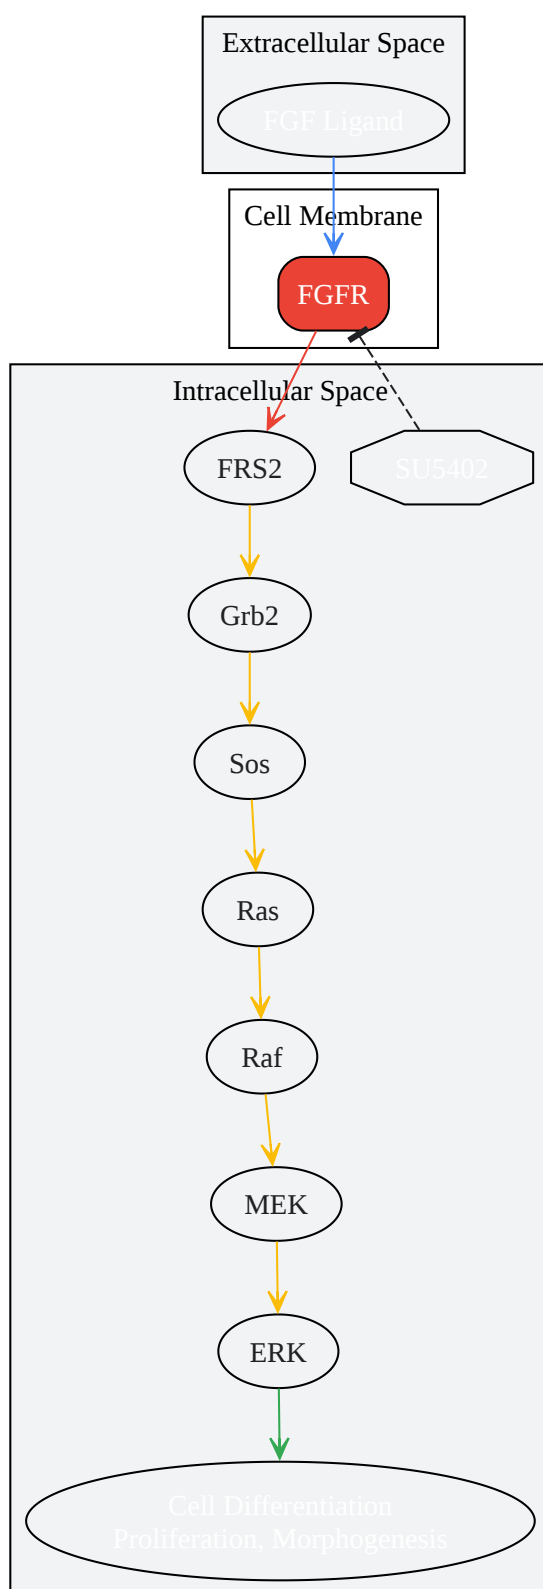 Extracellular Space
FGF Ligand
Cell Membrane
FGFR
Intracellular Space
FRS2
SU5402
Grb2
Sos
Ras
Raf
MEK
ERK
Cell Differentiation
Proliferation, Morphogenesis